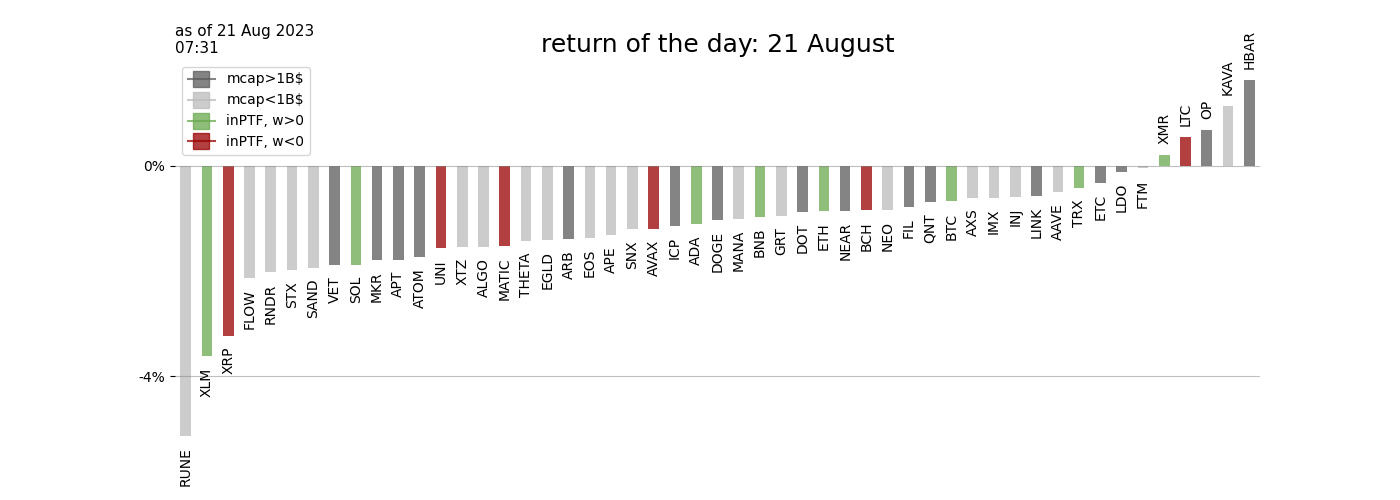 as of 21 Aug 2023
07:31
return of the day: 21 August
mcap>1B$
mcap<1B$
inPTF, w>0
inPTF, w<0
0%
-4%
RUNE
XLM
XRP
FLOW
RNDR
STX
SAND
VET
SOL
MKR
APT
ATOM
UNI
XTZ
ALGO
MATIC
THETA
EGLD
ARB
EOS
APE
SNX
AVAX
ICP
ADA
DOGE
MANA
BNB
GRT
DOT
ETH
NEAR
BCH
NEO
FIL
QNT
BTC
AXS
IMX
INJ
LINK
AAVE
TRX
ETC
LDO
FTM
XMR
LTC
OP
KAVA
HBAR